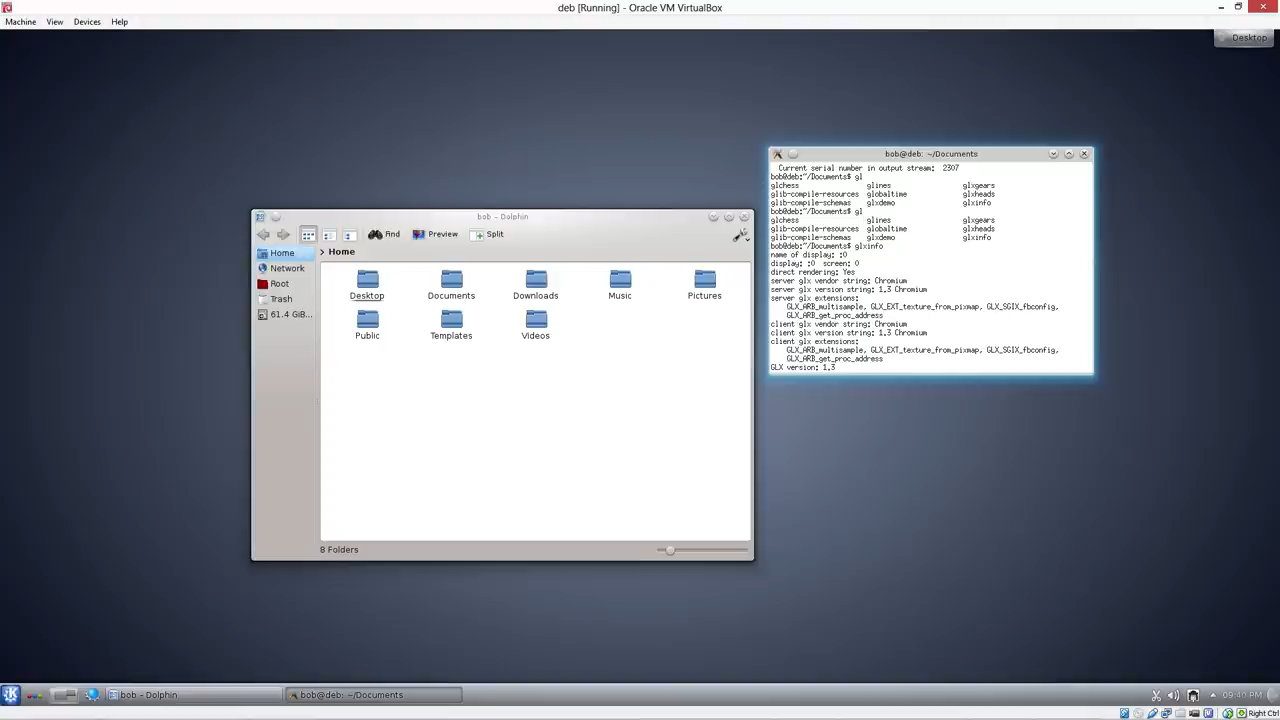 deb [Running] - Oracle VM VirtualBox
Machine View Devices Help
Desktop
bob@deb: ~/Documents
Current serial number in output stream: 2307
bob@deb:~/Documents$ gl
glchess glines glxgears
glib-compile-resources globaltime glxheads
glib-compile-schemas glxdemo glxinfo
bob@deb:~/Documents$ gl
glchess glines glxgears
glib-compile-resources globaltime glxheads
glib-compile-schemas glxdemo glxinfo
bob@deb:~/Documents$ glxinfo
name of display: :0
display: :0 screen: 0
direct rendering: Yes
server glx vendor string: Chromium
server glx version string: 1.3 Chromium
server glx extensions:
GLX_ARB_multisample, GLX_EXT_texture_from_pixmap, GLX_SGIX_fbconfig,
GLX_ARB_get_proc_address
client glx vendor string: Chromium
client glx version string: 1.3 Chromium
client glx extensions:
GLX_ARB_multisample, GLX_EXT_texture_from_pixmap, GLX_SGIX_fbconfig,
GLX_ARB_get_proc_address
GLX version: 1.3
bob - Dolphin
Find Preview Split
Home
Network
Root
Trash
61.4 GiB...
> Home
Desktop Documents Downloads Music Pictures
Public Templates Videos
8 Folders
bob - Dolphin
bob@deb: ~/Documents
09:40 PM
Right Ctrl